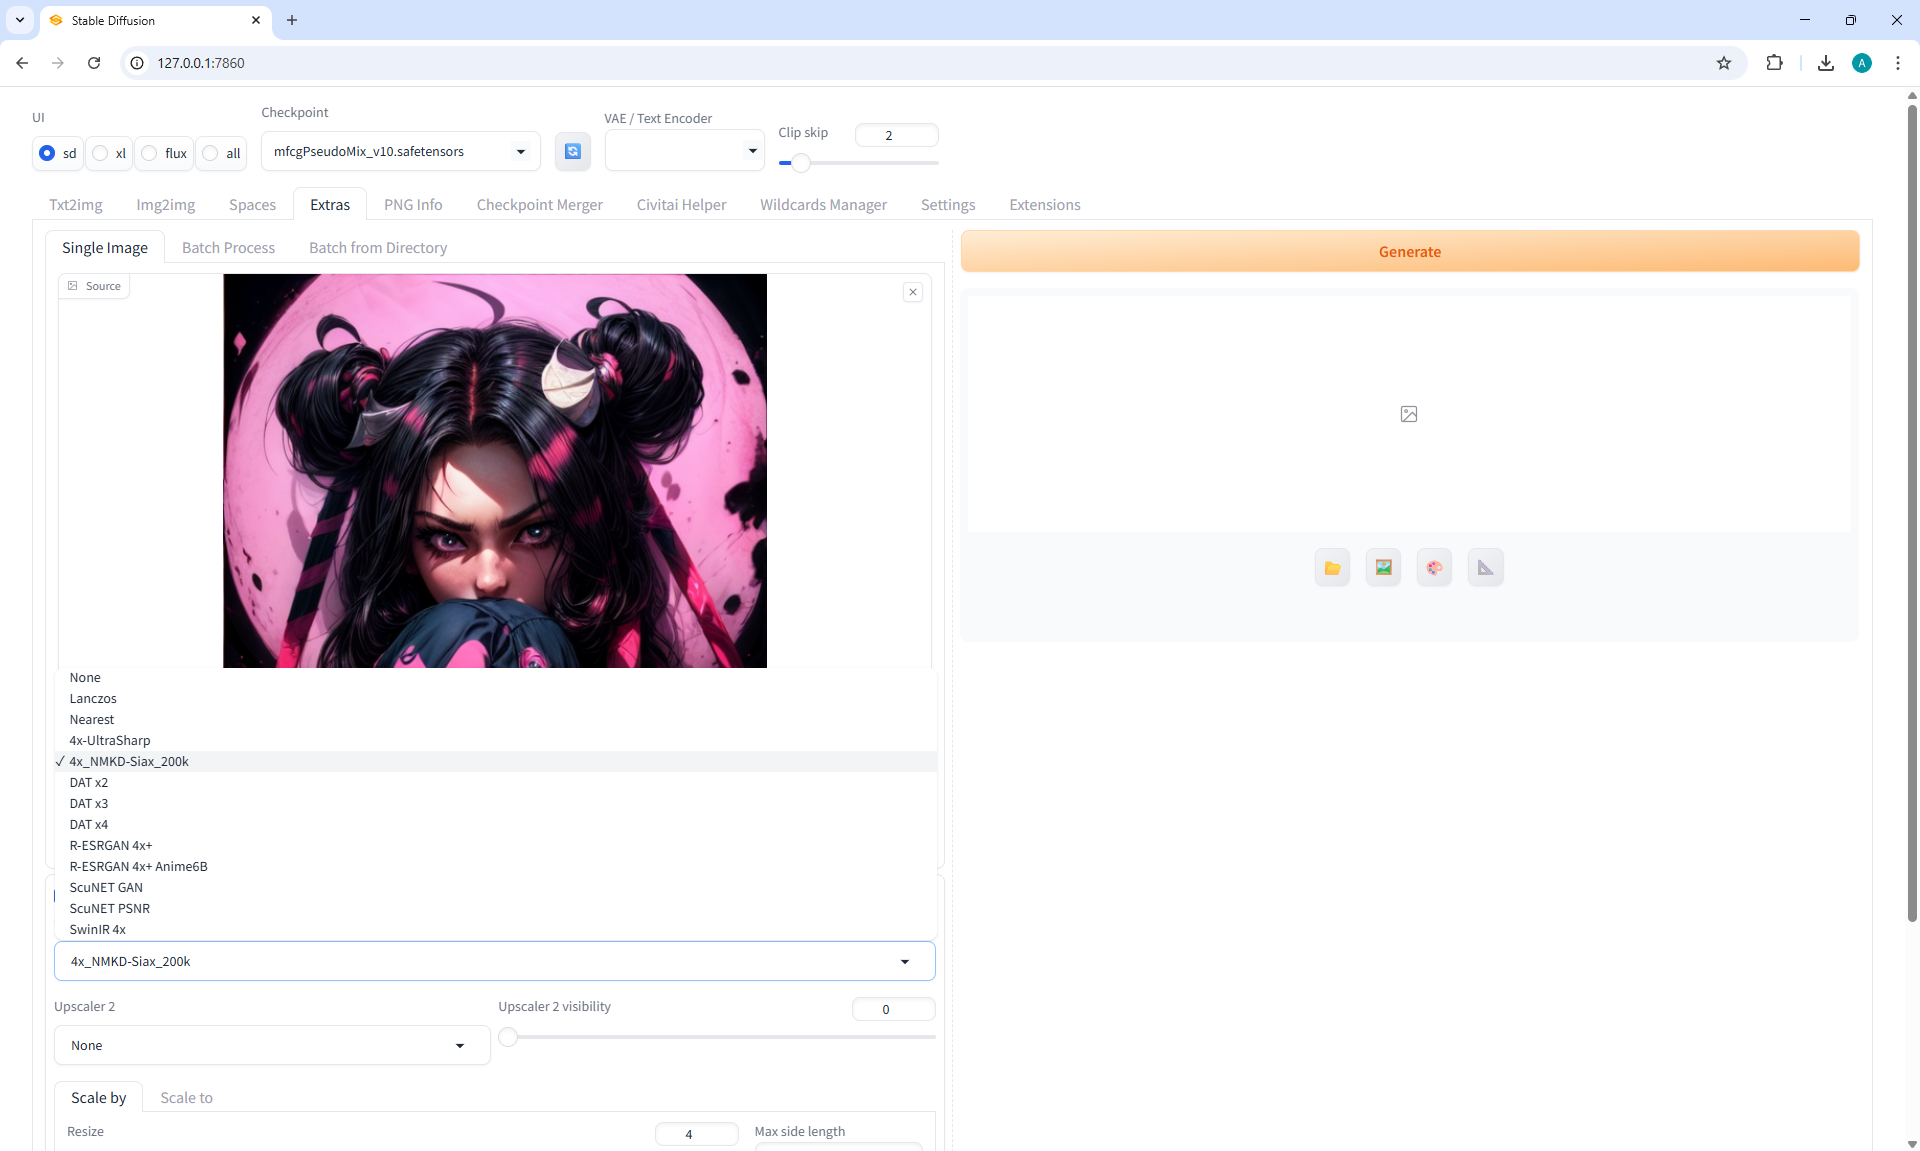 Stable Diffusion
127.0.0.1:7860
UI
Checkpoint
VAE / Text Encoder
Clip skip
2
sd
xl
flux
all
mfcgPseudoMix_v10.safetensors
Txt2img
Img2img
Spaces
Extras
PNG Info
Checkpoint Merger
Civitai Helper
Wildcards Manager
Settings
Extensions
Single Image
Batch Process
Batch from Directory
Generate
Source
None
Lanczos
Nearest
4x-UltraSharp
✓ 4x_NMKD-Siax_200k
DAT x2
DAT x3
DAT x4
R-ESRGAN 4x+
R-ESRGAN 4x+ Anime6B
ScuNET GAN
ScuNET PSNR
SwinIR 4x
4x_NMKD-Siax_200k
Upscaler 2
Upscaler 2 visibility
0
None
Scale by
Scale to
Resize
4
Max side length
A